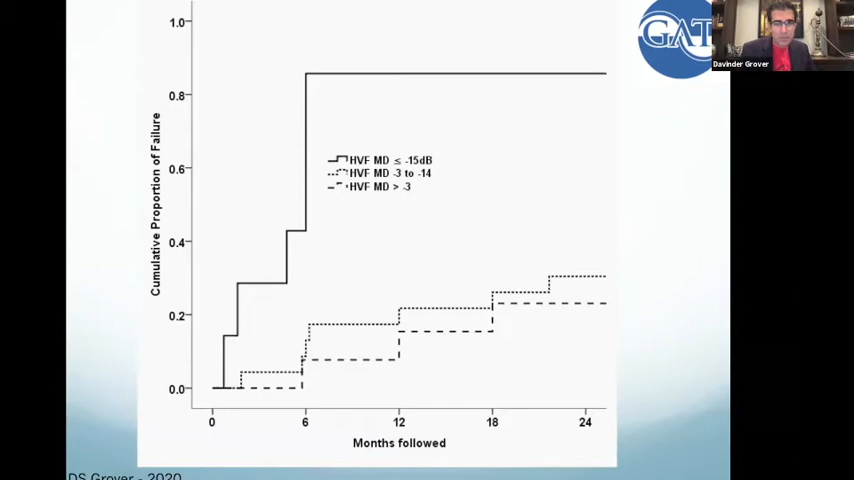 1.0
GAT
Davinder Grover
0.8
Cumulative Proportion of Failure
HVF MD ≤ -15dB
0.6
HVF MD -3 to -14
HVF MD > -3
0.4
0.2
0.0
0 6 12 18 24
Months followed
DS Grover - 2020